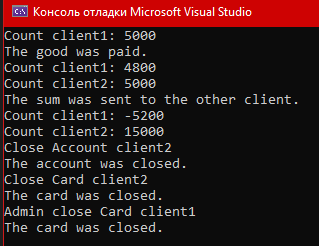 Консоль отладки Microsoft Visual Studio
Count client1: 5000
The good was paid.
Count client1: 4800
Count client2: 5000
The sum was sent to the other client.
Count client1: -5200
Count client2: 15000
Close Account client2
The account was closed.
Close Card client2
The card was closed.
Admin close Card client1
The card was closed.